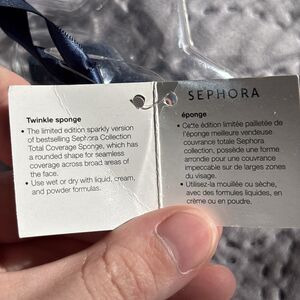 Twinkle sponge
• The limited edition sparkly version
of bestselling Sephora Collection
Total Coverage Sponge, which has
a rounded shape for seamless
coverage across broad areas of
the face.
• Use wet or dry with liquid, cream,
and powder formulas.
SEPHORA
éponge
• Cette édition limitée pailletée de
l'éponge meilleure vendeuse
couvrance totale Sephora
collection, possède une forme
arrondie pour une couvrance
impeccable sur de larges zones
du visage.
• Utilisez-la mouillée ou sèche,
avec des formules liquides, en
crème ou en poudre.